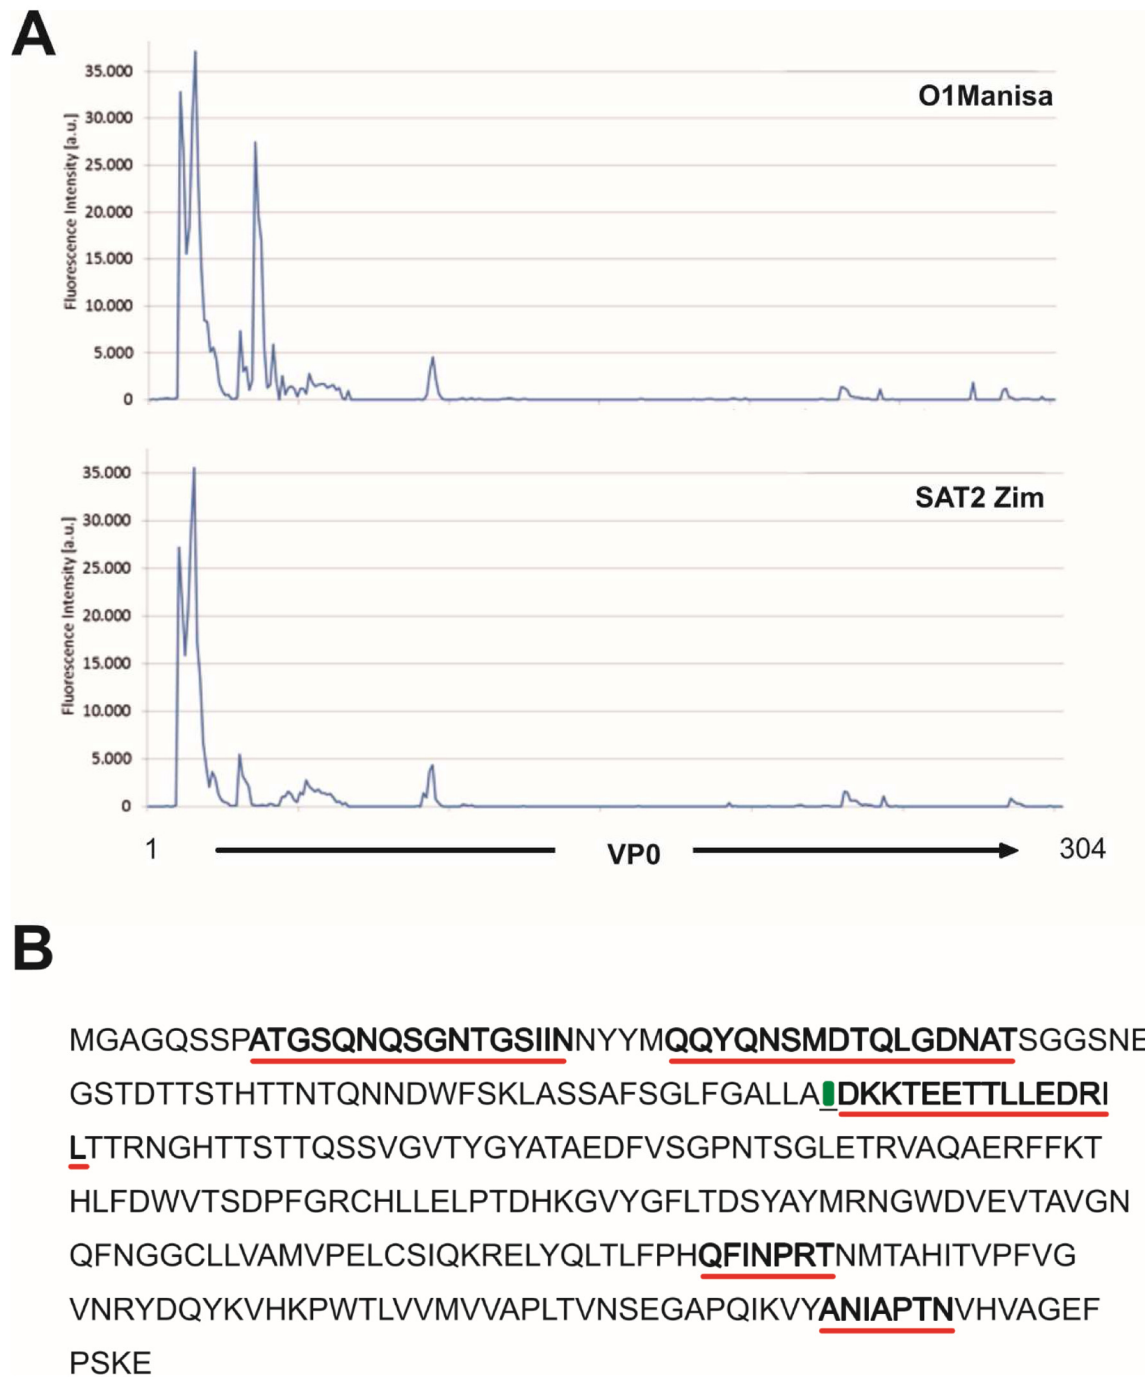 A
O1Manisa
Fluorescence Intensity [a.u.]
35.000
30.000
25.000
20.000
15.000
10.000
5.000
0
SAT2 Zim
Fluorescence Intensity [a.u.]
35.000
30.000
25.000
20.000
15.000
10.000
5.000
0
1 VP0 304
B
MGAGQSSPATGSQNQSGNTGSIINNYYMQQYQNSMDTQLGDNATSGGSNE
GSTDTTSTHTTNTQNNDWFSKLASSAFSGLFGALLA DKKTEETTLLEDRI
LTTRNGHTTSTTQSSVGVTYGYATAEDFVSGPNTSGLETRVAQAERFFKT
HLFDWVTSDPFGRCHLLELPTDHKGVYGFLTDSYAYMRNGWDVEVTAVGN
QFNGGCLLVAMVPELCSIQKRELYQLTLFPHQFINPRTNMTAHITVPFVG
VNRYDQYKVHKPWTLVVMVVAPLTVNSEGAPQIKVYANIAPTNVHVAGEF
PSKE